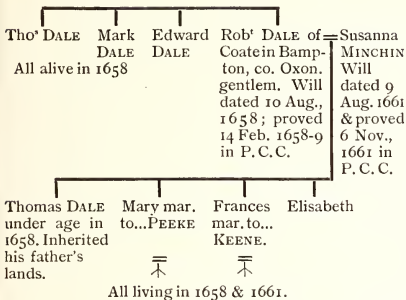 Tho⁵ DALE
All alive in 1658
Mark
DALE
Edward
DALE
Robᵗ DALE of
Coate in Bamp-
ton, co. Oxon.
gentlem. Will
dated 10 Aug.,
1658; proved
14 Feb. 1658-9
in P. C. C.
Susanna
MINCHIN
Will
dated 9
Aug. 1661
& proved
6 Nov.,
1661 in
P. C. C.
Thomas DALE
under age in
1658. Inherited
his father's
lands.
Mary mar.
to...PEEKE
Frances
mar. to...
KEENE.
Elisabeth
All living in 1658 & 1661.